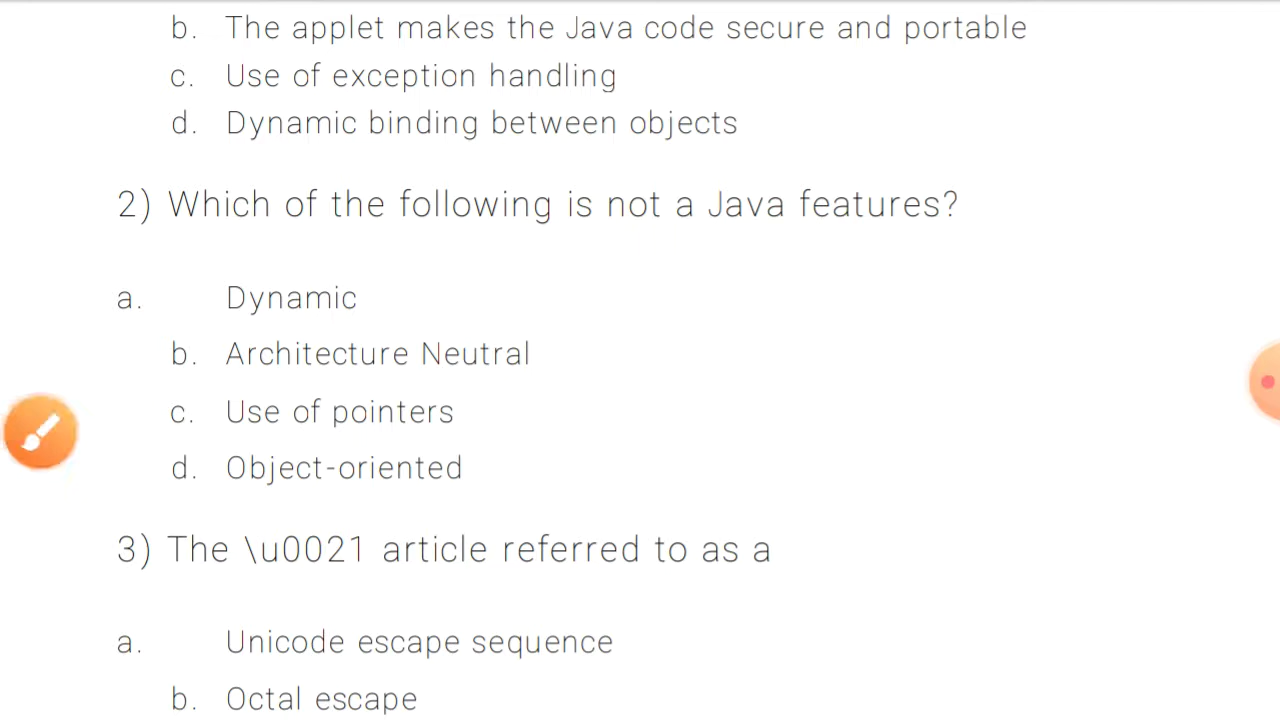 b. The applet makes the Java code secure and portable
c. Use of exception handling
d. Dynamic binding between objects
2) Which of the following is not a Java features?
a. Dynamic
b. Architecture Neutral
c. Use of pointers
d. Object-oriented
3) The \u0021 article referred to as a
a. Unicode escape sequence
b. Octal escape